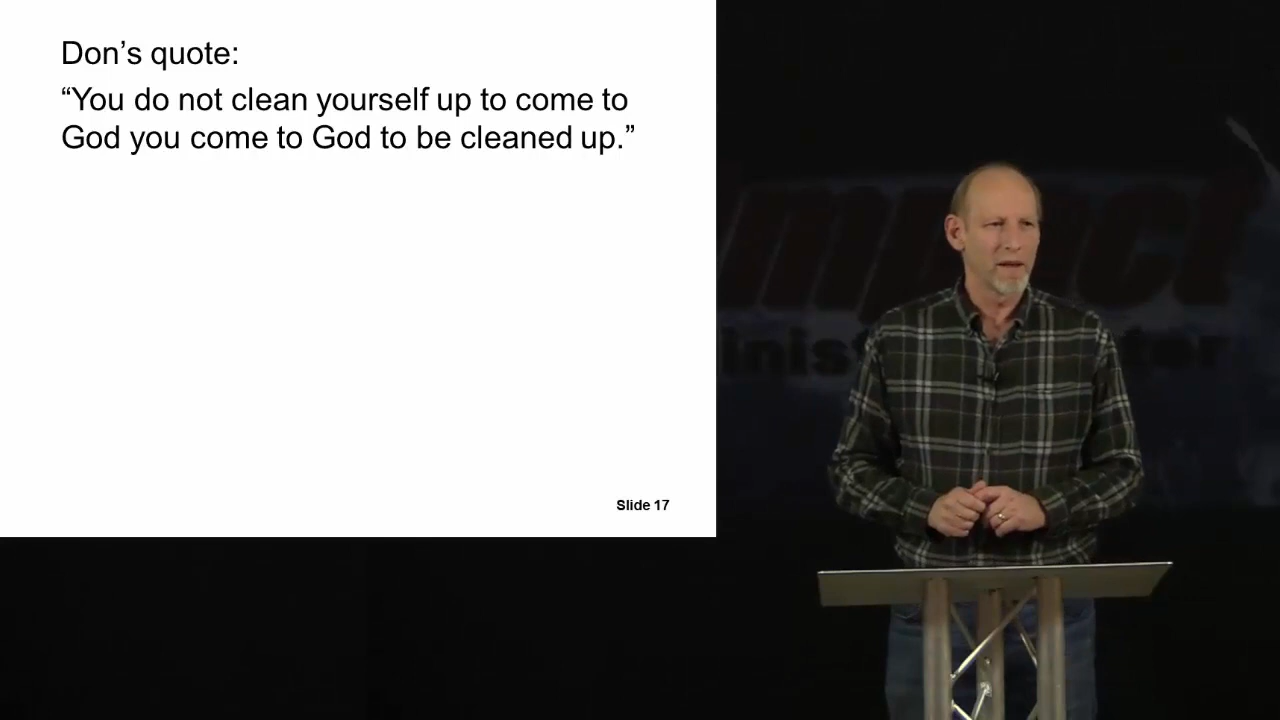 Don’s quote:
“You do not clean yourself up to come to
God you come to God to be cleaned up.”
Slide 17